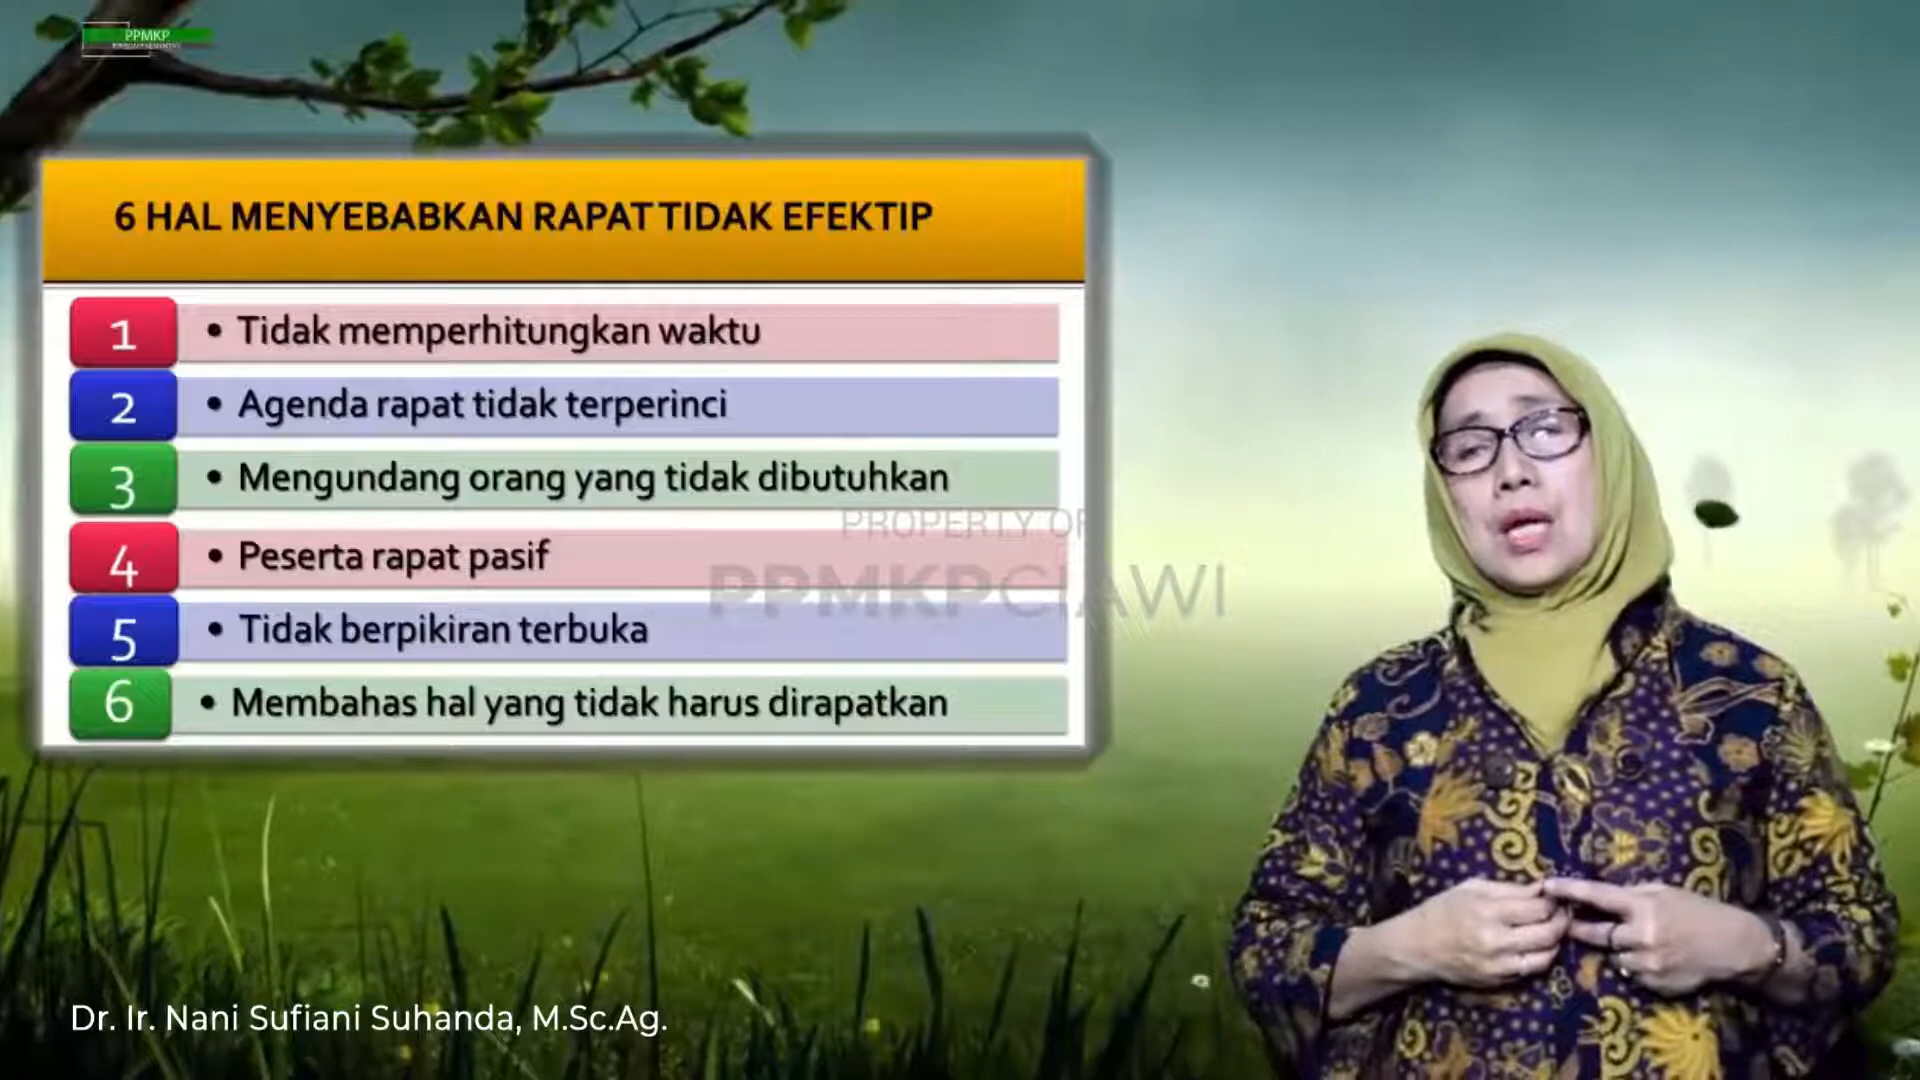 PPMKP
6 HAL MENYEBABKAN RAPAT TIDAK EFEKTIP
1
• Tidak memperhitungkan waktu
2
• Agenda rapat tidak terperinci
3
• Mengundang orang yang tidak dibutuhkan
4
• Peserta rapat pasif
5
• Tidak berpikiran terbuka
6
• Membahas hal yang tidak harus dirapatkan
PROPERTY OF
PPMKPCIAWI
Dr. Ir. Nani Sufiani Suhanda, M.Sc.Ag.